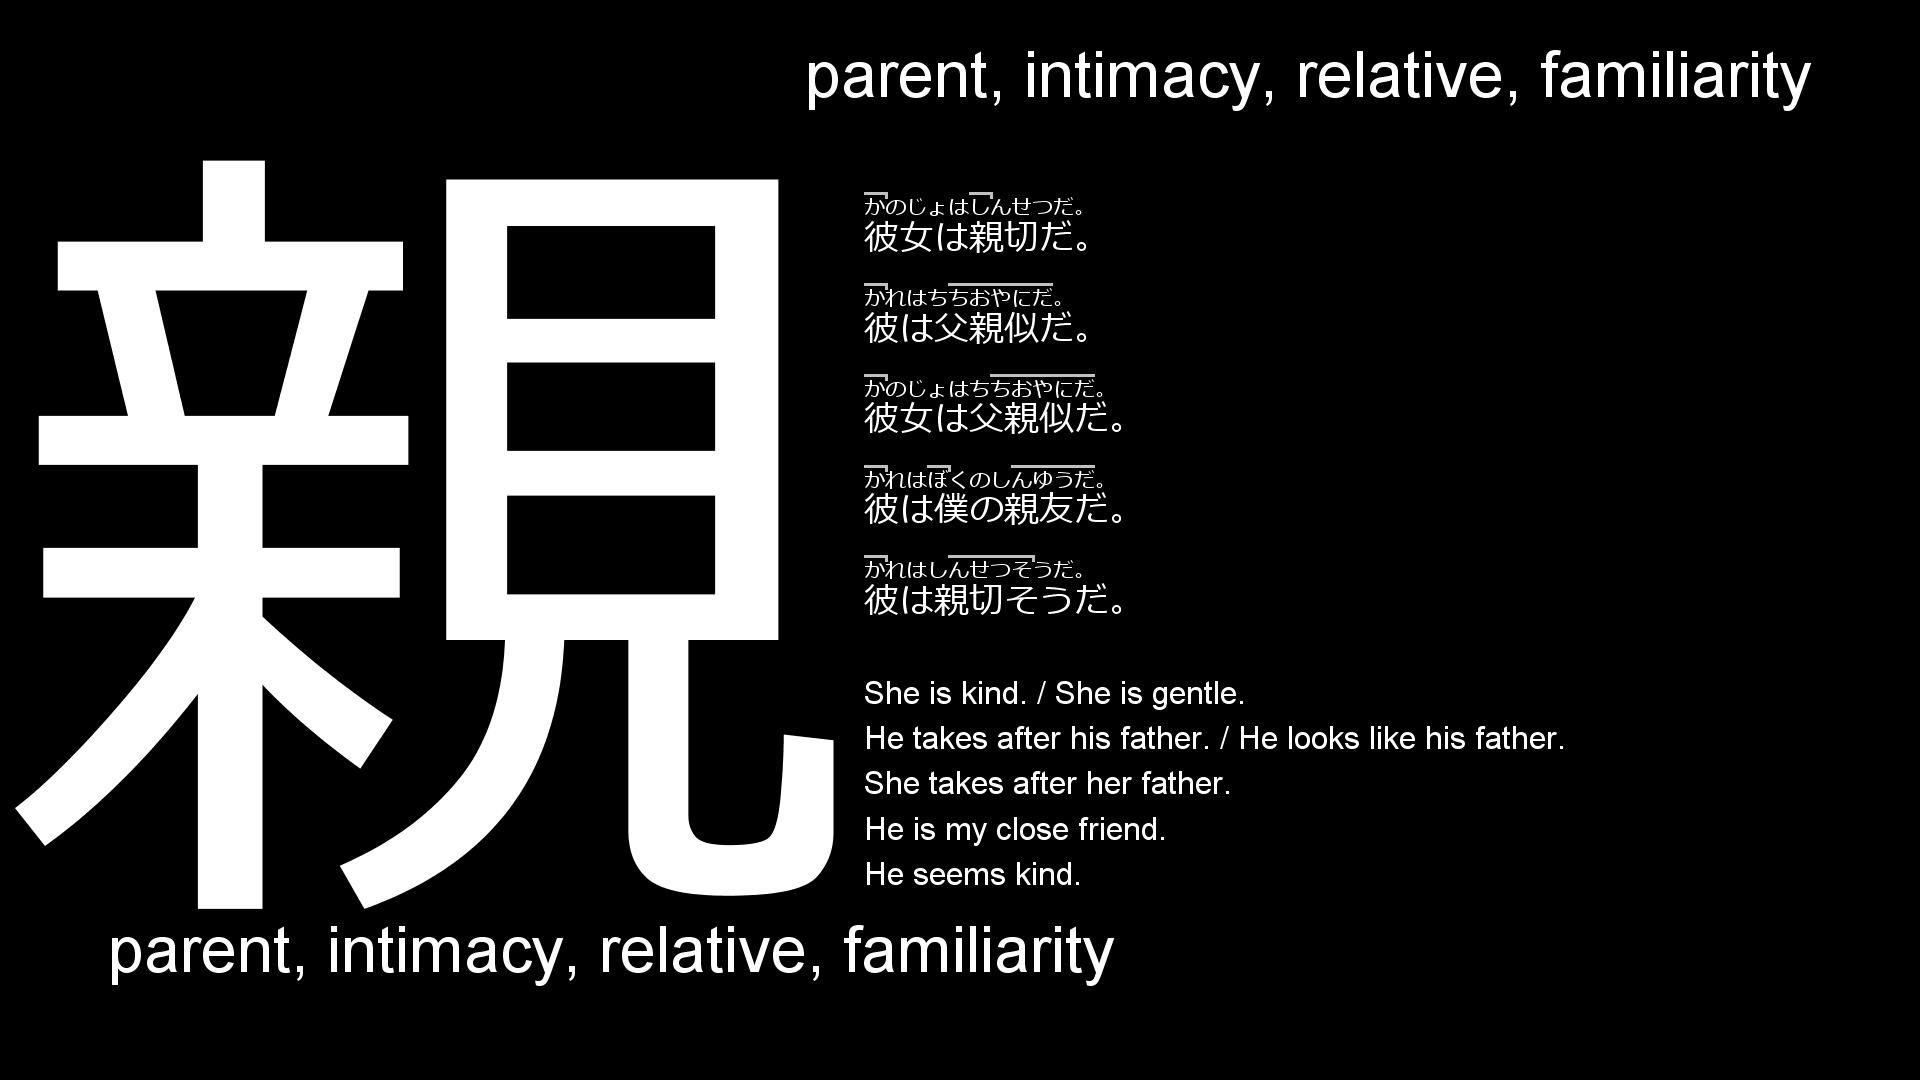 parent, intimacy, relative, familiarity
親
かのじょはしんせつだ。
彼女は親切だ。
かれはちちおやにだ。
彼は父親似だ。
かのじょはちちおやにだ。
彼女は父親似だ。
かれはぼくのしんゆうだ。
彼は僕の親友だ。
かれはしんせつそうだ。
彼は親切そうだ。
She is kind. / She is gentle.
He takes after his father. / He looks like his father.
She takes after her father.
He is my close friend.
He seems kind.
parent, intimacy, relative, familiarity